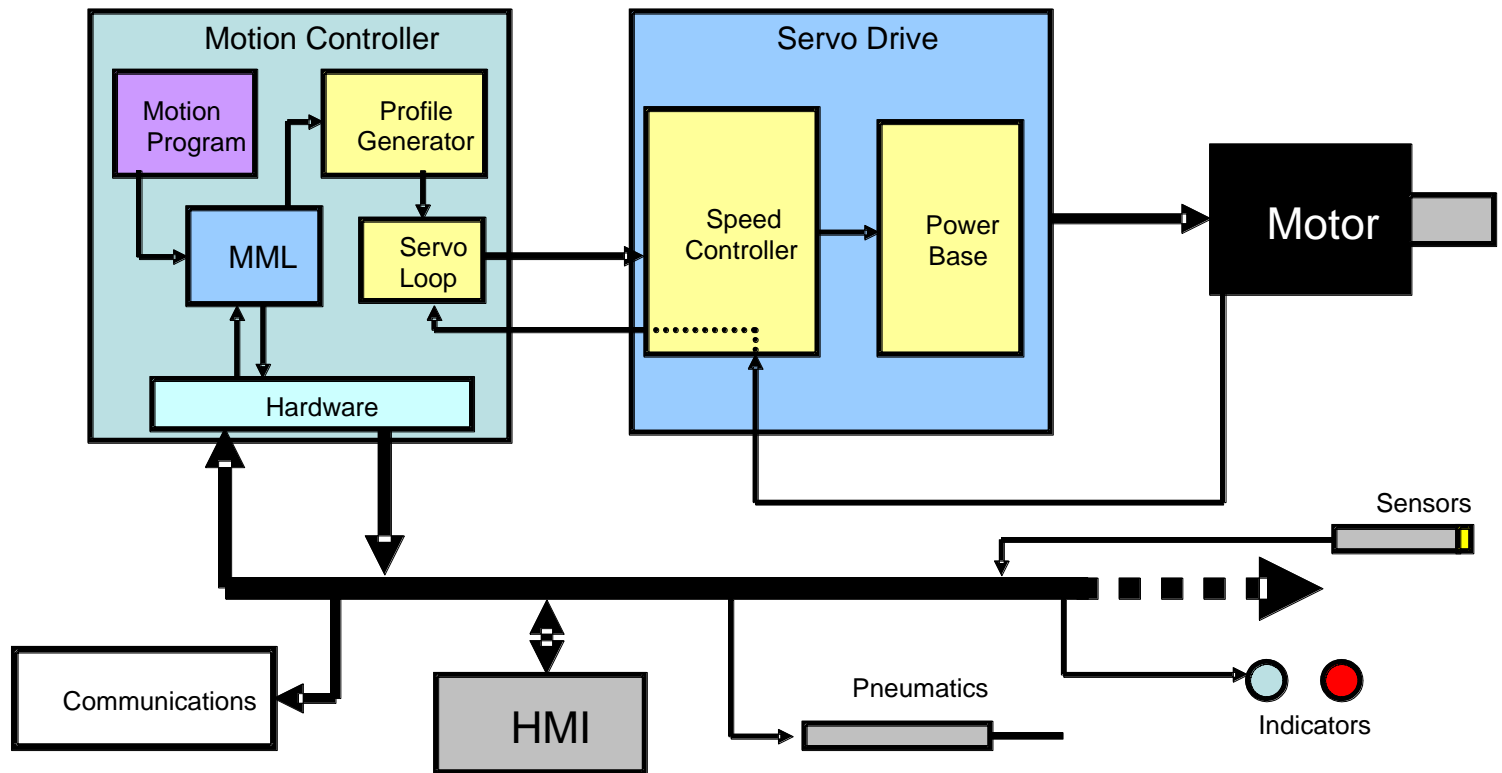 Motion Controller
Servo Drive
Motion
Program
Profile
Generator
MML
Servo
Loop
Hardware
Speed
Controller
Power
Base
Motor
Sensors
Communications
HMI
Pneumatics
Indicators